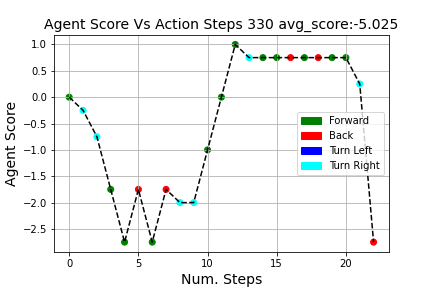 Agent Score Vs Action Steps 330 avg_score:-5.025
1.0
0.5
0.0
−0.5
−1.0
−1.5
−2.0
−2.5
Agent Score
Forward
Back
Turn Left
Turn Right
0 5 10 15 20
Num. Steps